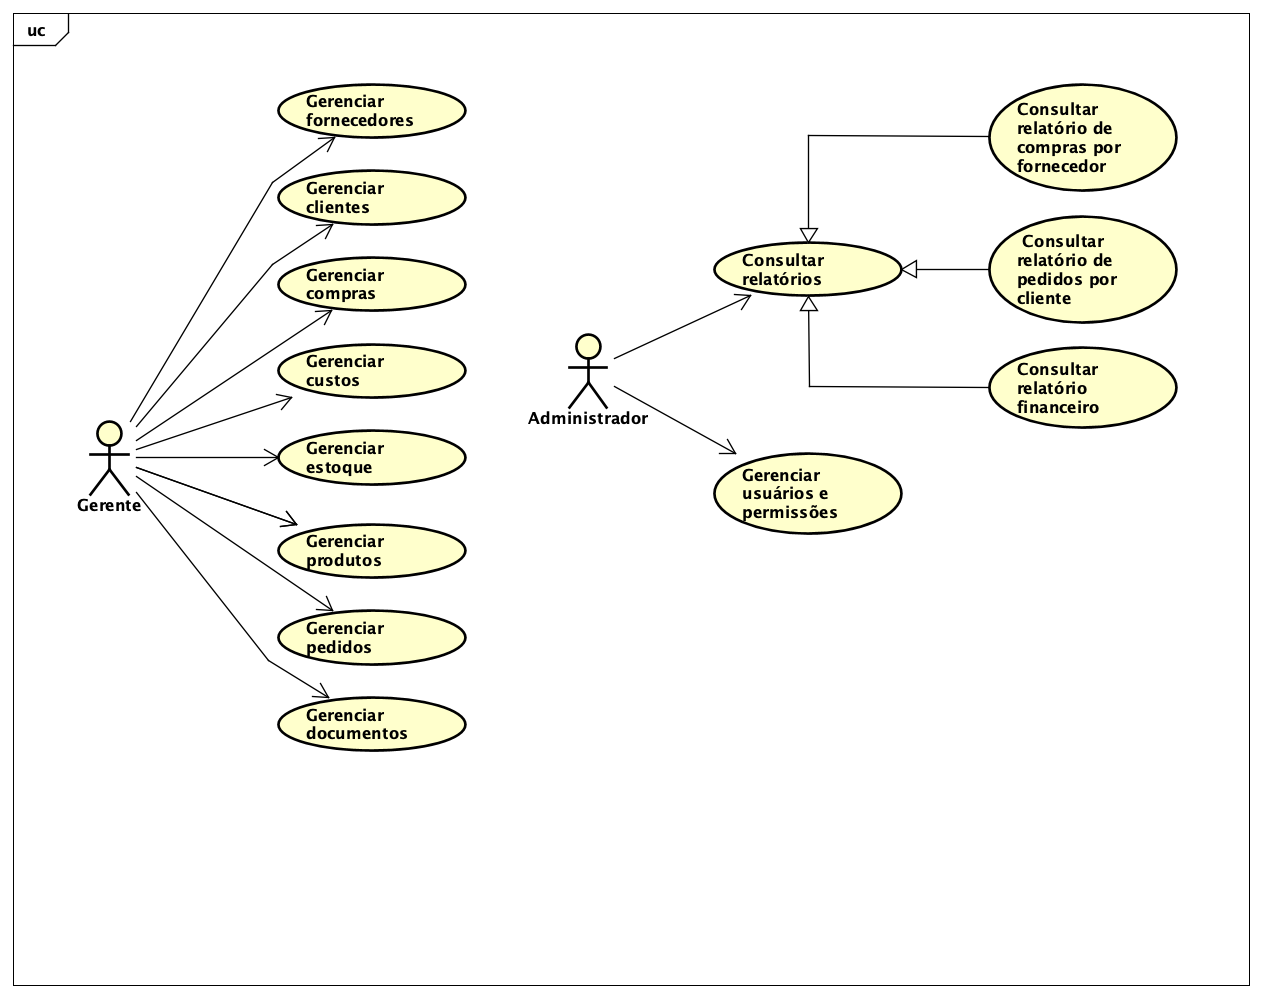 uc
Gerenciar
fornecedores
Gerenciar
clientes
Gerenciar
compras
Gerenciar
custos
Gerenciar
estoque
Gerenciar
produtos
Gerenciar
pedidos
Gerenciar
documentos
Gerente
Administrador
Consultar
relatórios
Gerenciar
usuários e
permissões
Consultar
relatório de
compras por
fornecedor
Consultar
relatório de
pedidos por
cliente
Consultar
relatório
financeiro